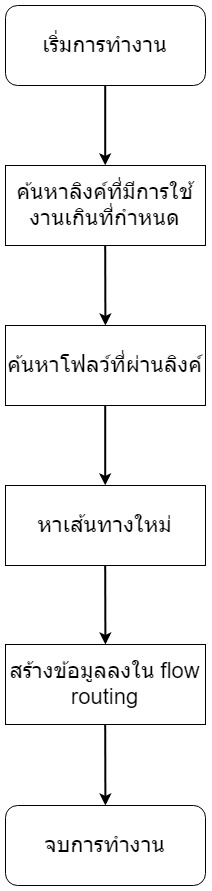 เริ่มการทำงาน
ค้นหาลิงค์ที่มีการใช้
งานเกินที่กำหนด
ค้นหาโฟลว์ที่ผ่านลิงค์
หาเส้นทางใหม่
สร้างข้อมูลลงใน flow
routing
จบการทำงาน